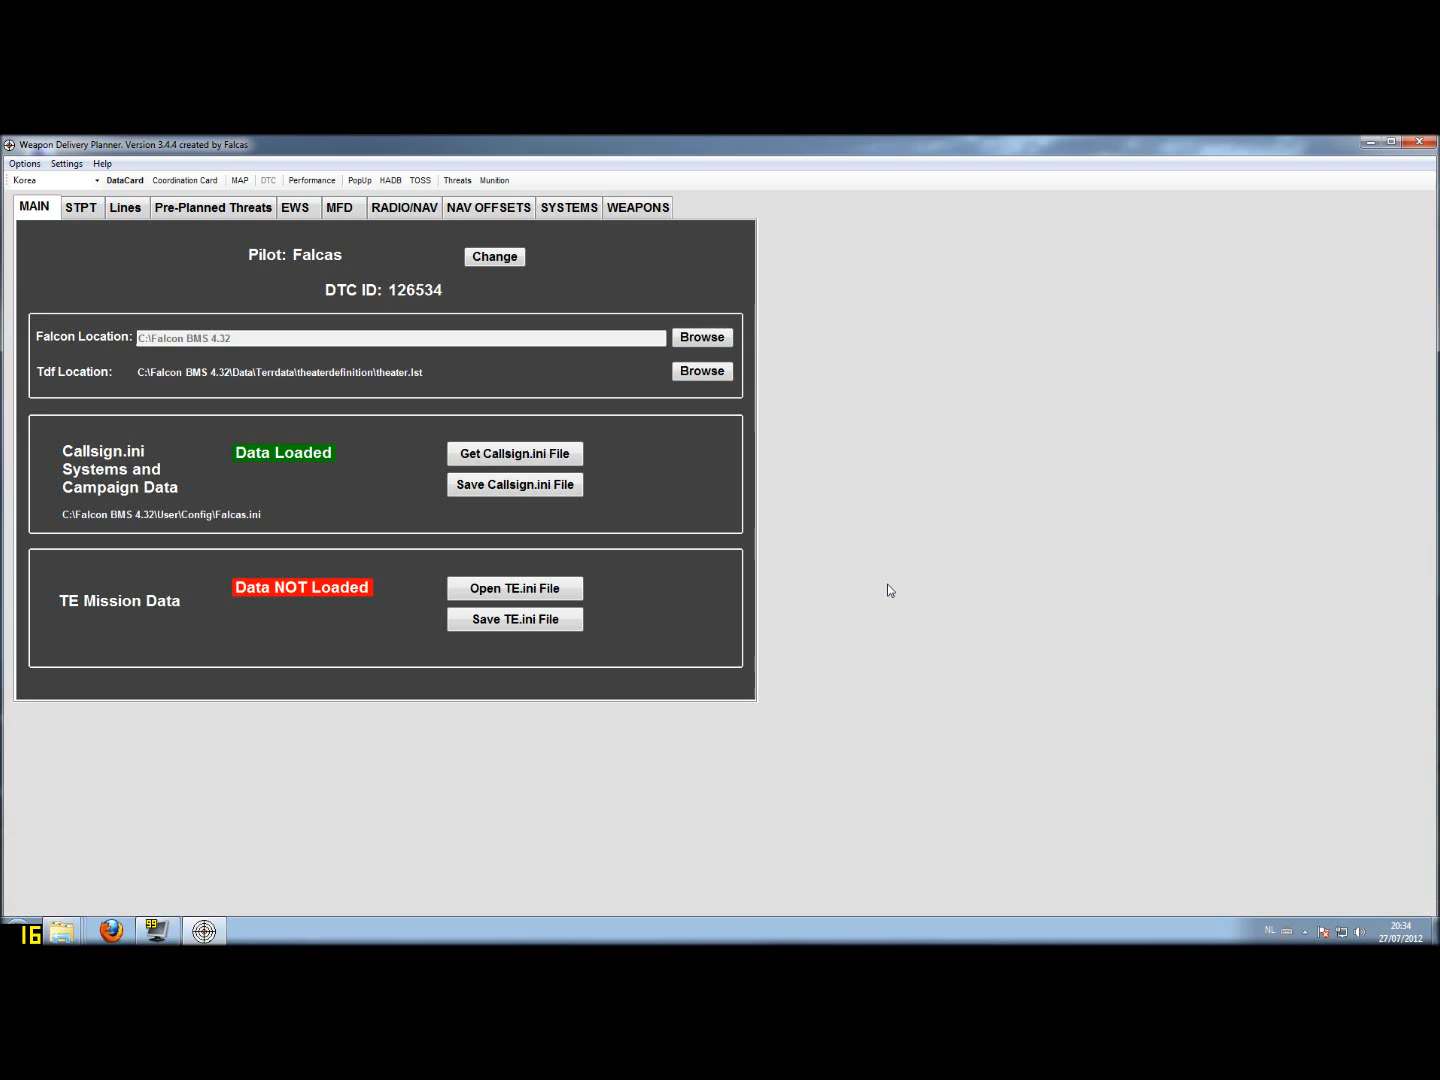 Weapon Delivery Planner. Version 3.4.4 created by Falcas
Options Settings Help
Korea DataCard Coordination Card MAP DTC Performance PopUp HADB TOSS Threats Munition
MAIN STPT Lines Pre-Planned Threats EWS MFD RADIO/NAV NAV OFFSETS SYSTEMS WEAPONS
Pilot: Falcas Change
DTC ID: 126534
Falcon Location: C:\Falcon BMS 4.32 Browse
Tdf Location: C:\Falcon BMS 4.32\Data\Terrdata\theaterdefinition\theater.lst Browse
Callsign.ini Data Loaded Get Callsign.ini File
Systems and
Campaign Data Save Callsign.ini File
C:\Falcon BMS 4.32\User\Config\Falcas.ini
Data NOT Loaded Open TE.ini File
TE Mission Data
Save TE.ini File
16 99 NL 20:34
27/07/2012